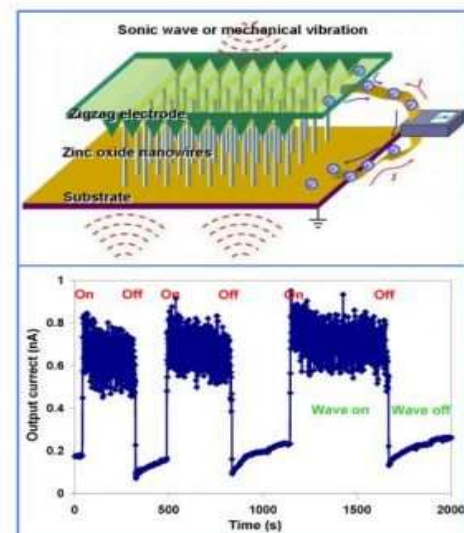 Sonic wave or mechanical vibration
Zigzag electrode
Zinc oxide nanowires
Substrate
1
On Off On Off On Off
0.8
0.6
0.4
Wave on Wave off
0.2
0
0 500 1000 1500 2000
Output currect (nA)
Time (s)